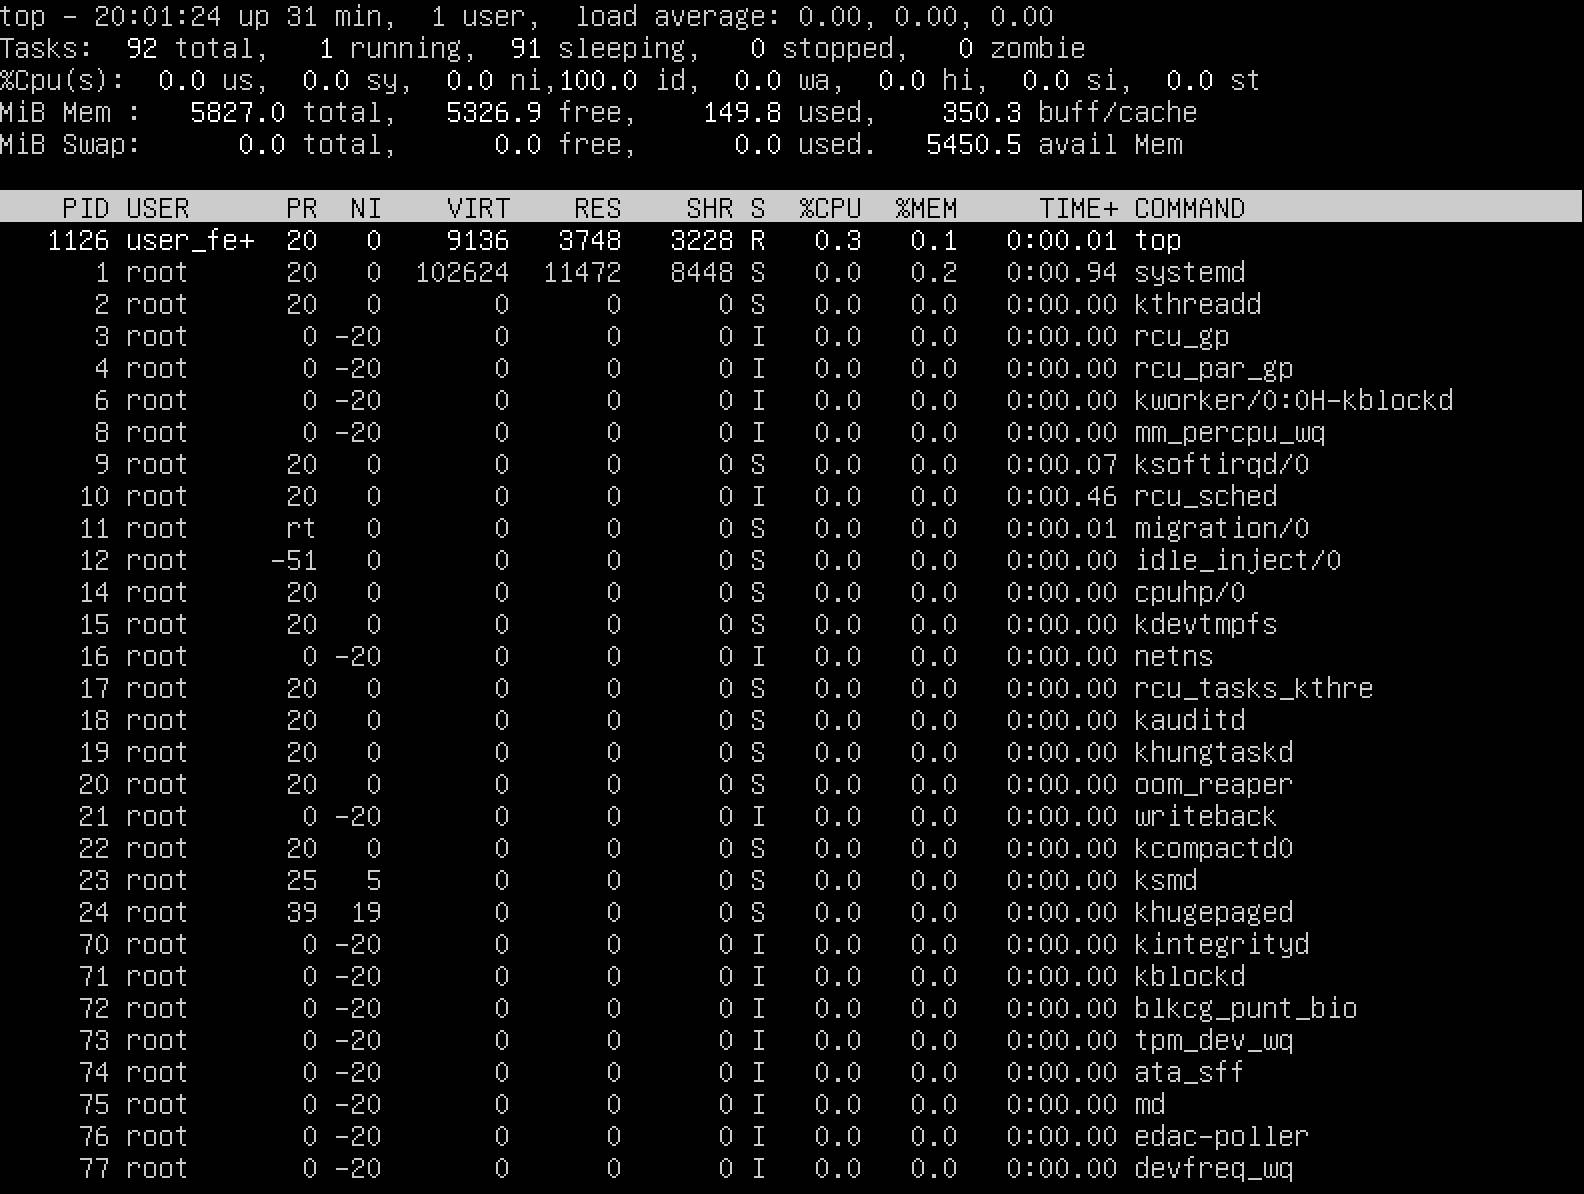 top - 20:01:24 up 31 min,  1 user,  load average: 0.00, 0.00, 0.00
Tasks:  92 total,   1 running,  91 sleeping,   0 stopped,   0 zombie
%Cpu(s):  0.0 us,  0.0 sy,  0.0 ni,100.0 id,  0.0 wa,  0.0 hi,  0.0 si,  0.0 st
MiB Mem :   5827.0 total,   5326.9 free,    149.8 used,    350.3 buff/cache
MiB Swap:      0.0 total,      0.0 free,      0.0 used.   5450.5 avail Mem
    PID USER      PR  NI    VIRT    RES    SHR S  %CPU  %MEM     TIME+ COMMAND
   1126 user_fe+  20   0    9136   3748   3228 R   0.3   0.1   0:00.01 top
      1 root      20   0  102624  11472   8448 S   0.0   0.2   0:00.94 systemd
      2 root      20   0       0      0      0 S   0.0   0.0   0:00.00 kthreadd
      3 root       0 -20       0      0      0 I   0.0   0.0   0:00.00 rcu_gp
      4 root       0 -20       0      0      0 I   0.0   0.0   0:00.00 rcu_par_gp
      6 root       0 -20       0      0      0 I   0.0   0.0   0:00.00 kworker/0:0H-kblockd
      8 root       0 -20       0      0      0 I   0.0   0.0   0:00.00 mm_percpu_wq
      9 root      20   0       0      0      0 S   0.0   0.0   0:00.07 ksoftirqd/0
     10 root      20   0       0      0      0 I   0.0   0.0   0:00.46 rcu_sched
     11 root      rt   0       0      0      0 S   0.0   0.0   0:00.01 migration/0
     12 root     -51   0       0      0      0 S   0.0   0.0   0:00.00 idle_inject/0
     14 root      20   0       0      0      0 S   0.0   0.0   0:00.00 cpuhp/0
     15 root      20   0       0      0      0 S   0.0   0.0   0:00.00 kdevtmpfs
     16 root       0 -20       0      0      0 I   0.0   0.0   0:00.00 netns
     17 root      20   0       0      0      0 S   0.0   0.0   0:00.00 rcu_tasks_kthre
     18 root      20   0       0      0      0 S   0.0   0.0   0:00.00 kauditd
     19 root      20   0       0      0      0 S   0.0   0.0   0:00.00 khungtaskd
     20 root      20   0       0      0      0 S   0.0   0.0   0:00.00 oom_reaper
     21 root       0 -20       0      0      0 I   0.0   0.0   0:00.00 writeback
     22 root      20   0       0      0      0 S   0.0   0.0   0:00.00 kcompactd0
     23 root      25   5       0      0      0 S   0.0   0.0   0:00.00 ksmd
     24 root      39  19       0      0      0 S   0.0   0.0   0:00.00 khugepaged
     70 root       0 -20       0      0      0 I   0.0   0.0   0:00.00 kintegrityd
     71 root       0 -20       0      0      0 I   0.0   0.0   0:00.00 kblockd
     72 root       0 -20       0      0      0 I   0.0   0.0   0:00.00 blkcg_punt_bio
     73 root       0 -20       0      0      0 I   0.0   0.0   0:00.00 tpm_dev_wq
     74 root       0 -20       0      0      0 I   0.0   0.0   0:00.00 ata_sff
     75 root       0 -20       0      0      0 I   0.0   0.0   0:00.00 md
     76 root       0 -20       0      0      0 I   0.0   0.0   0:00.00 edac-poller
     77 root       0 -20       0      0      0 I   0.0   0.0   0:00.00 devfreq_wq